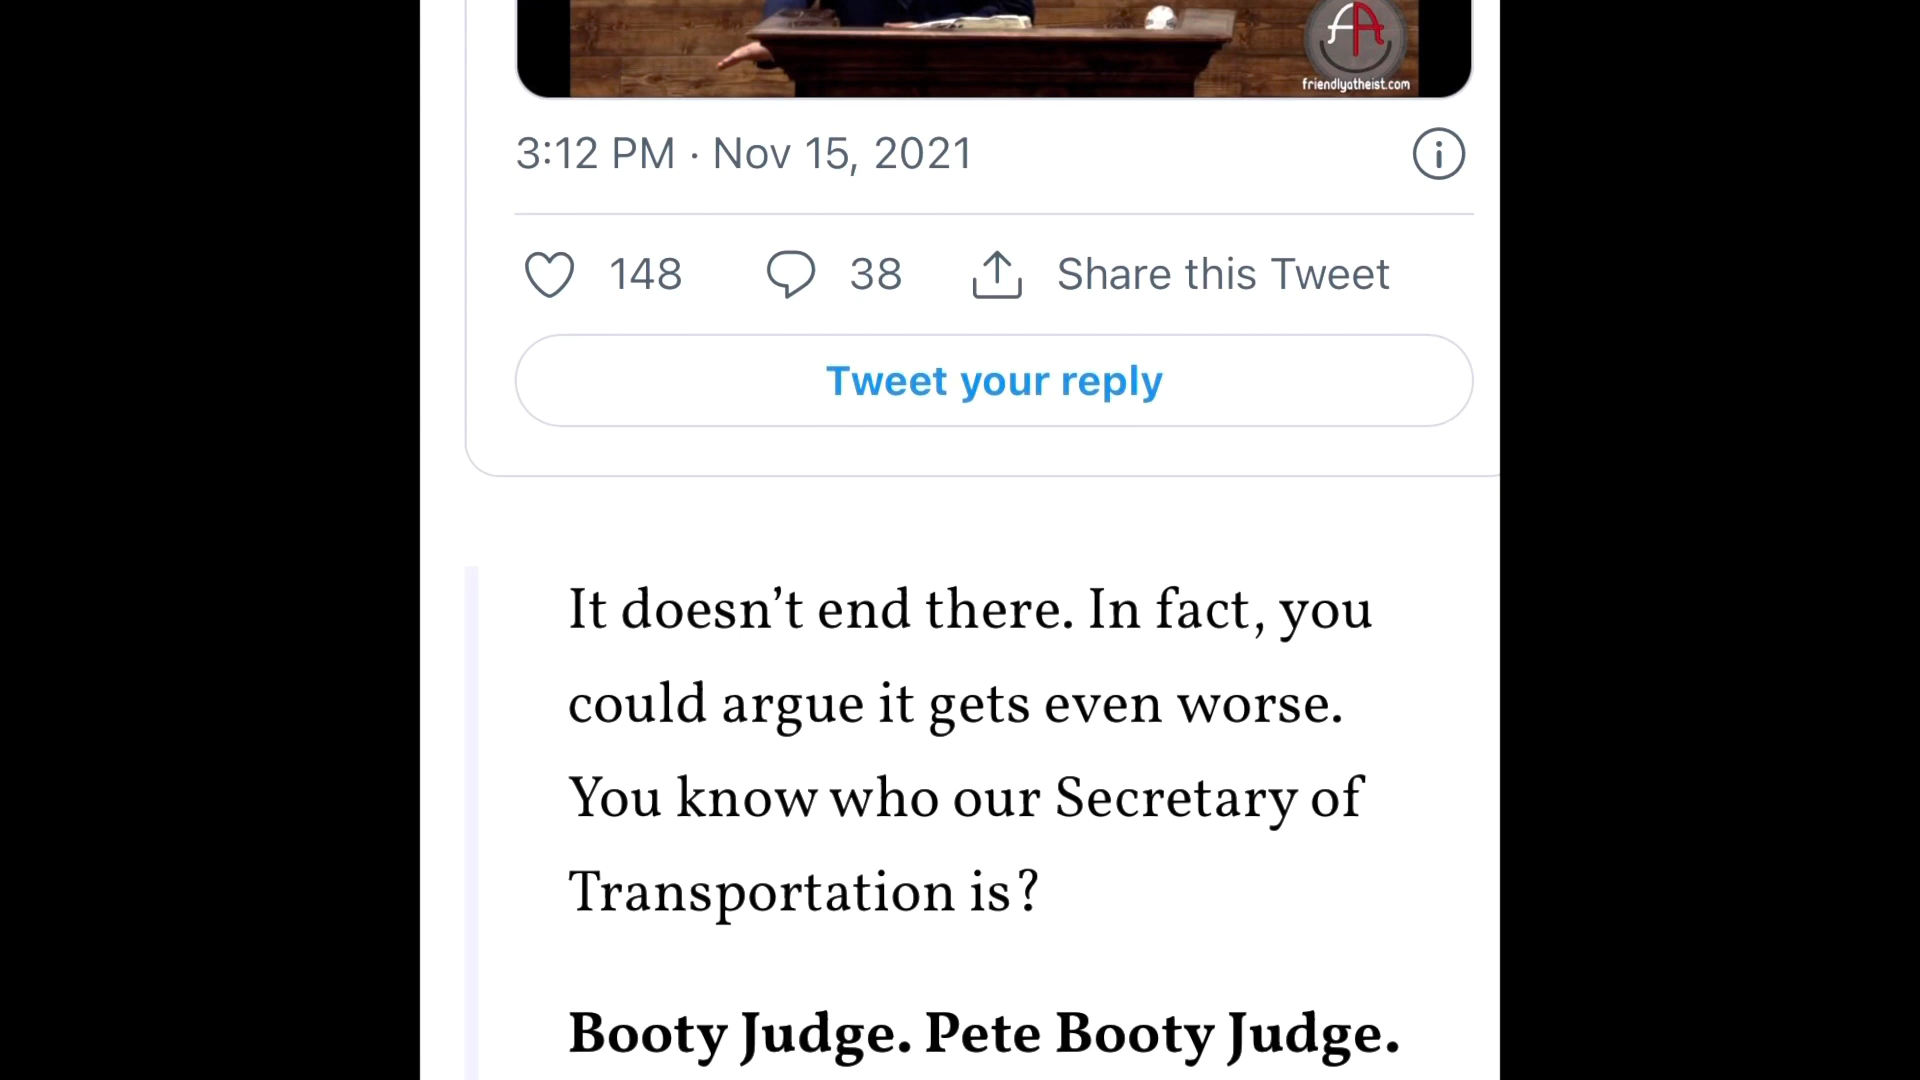 AA
friendlyatheist.com
3:12 PM · Nov 15, 2021
148 38 Share this Tweet
Tweet your reply
It doesn’t end there. In fact, you
could argue it gets even worse.
You know who our Secretary of
Transportation is?
Booty Judge. Pete Booty Judge.